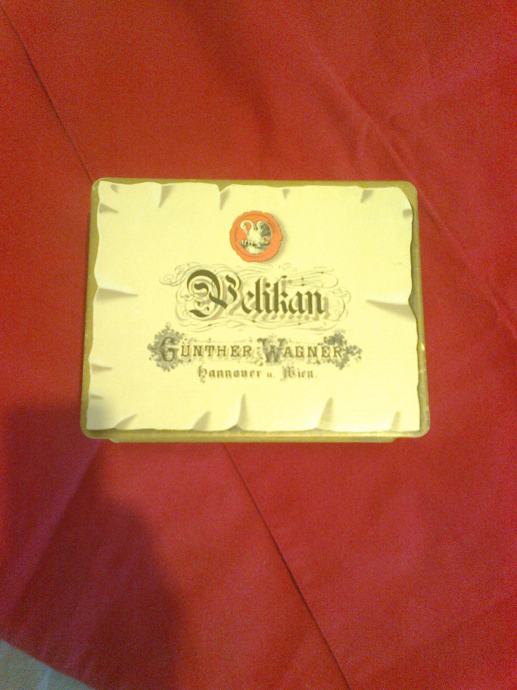 Pelikan
GÜNTHER WAGNER
Hannover u. Wien.